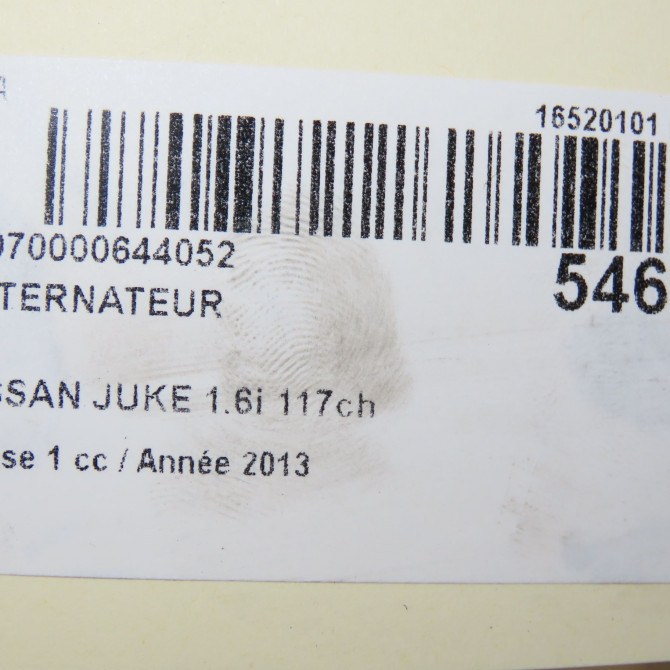 A
16520101
070000644052
546
TERNATEUR
SSAN JUKE 1.6i 117ch
se 1 cc / Année 2013